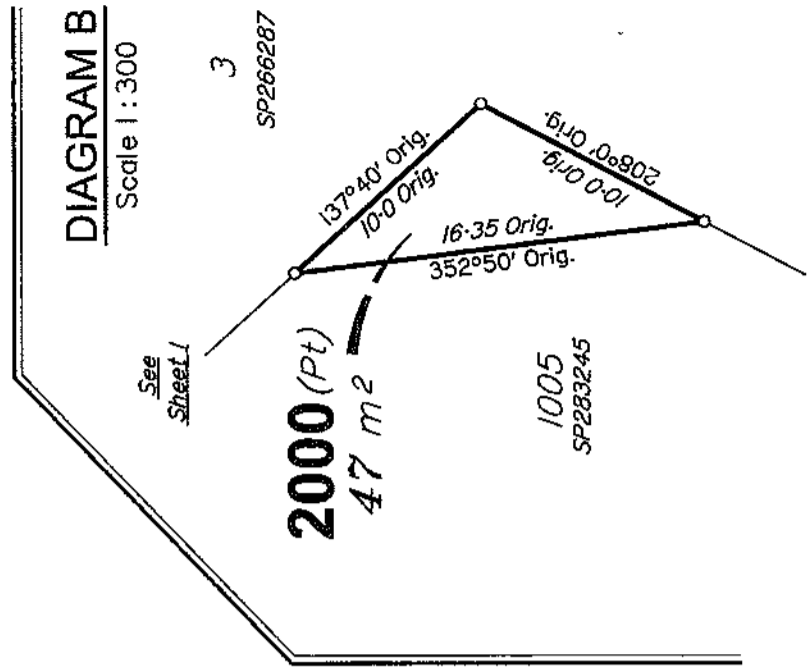 DIAGRAM B
Scale 1:300
3
SP266287
See
Sheet 1
137°40' Orig.
10·0 Orig.
208°0' Orig.
10·0 Orig.
16·35 Orig.
352°50' Orig.
2000 (Pt)
47 m²
1005
SP283245